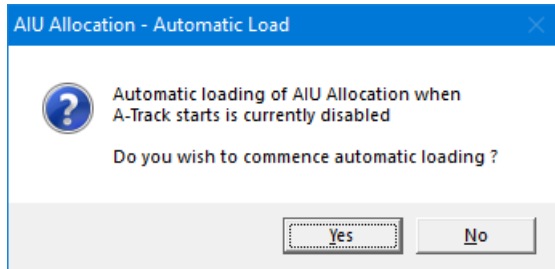 AIU Allocation - Automatic Load
Automatic loading of AIU Allocation when
A-Track starts is currently disabled
Do you wish to commence automatic loading ?
Yes
No